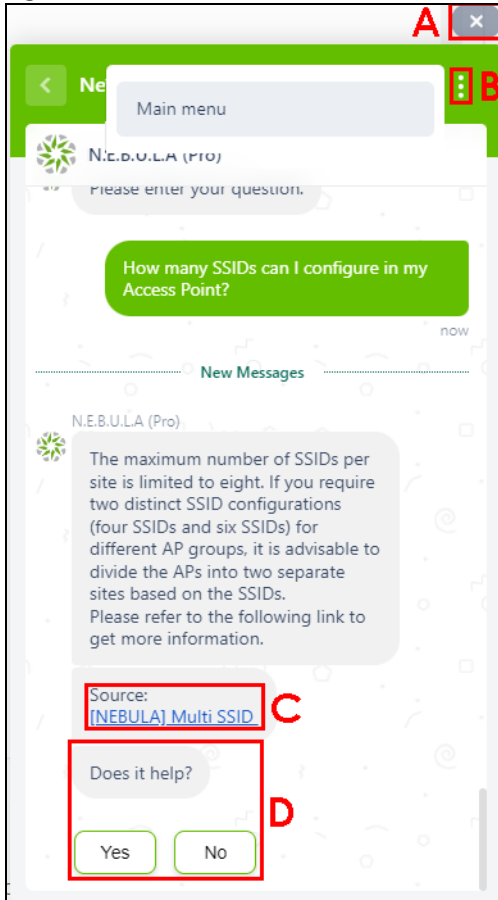 A
Ne
B
Main menu
N.E.B.U.L.A (Pro)
Please enter your question.
How many SSIDs can I configure in my
Access Point?
now
New Messages
N.E.B.U.L.A (Pro)
The maximum number of SSIDs per
site is limited to eight. If you require
two distinct SSID configurations
(four SSIDs and six SSIDs) for
different AP groups, it is advisable to
divide the APs into two separate
sites based on the SSIDs.
Please refer to the following link to
get more information.
Source:
[NEBULA] Multi SSID
C
Does it help?
D
Yes No